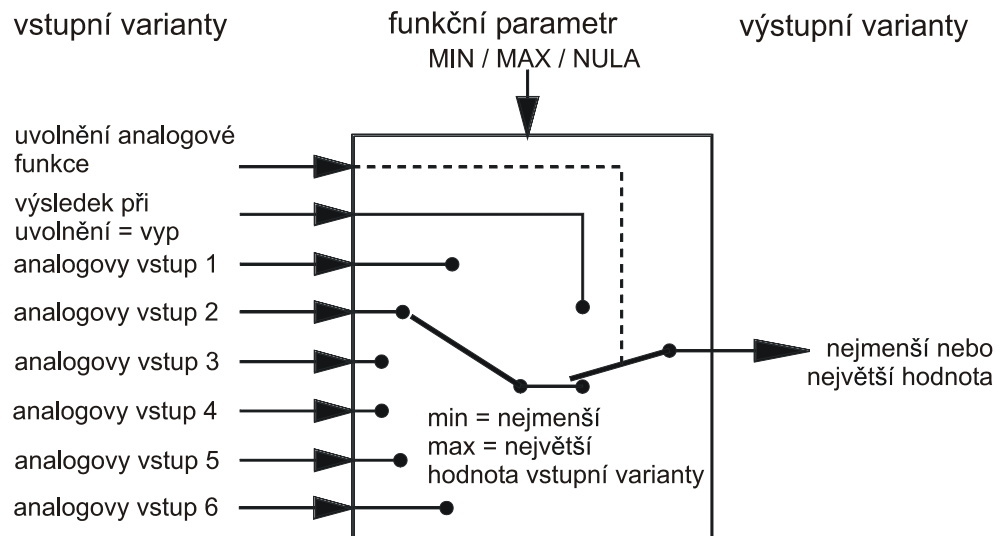 vstupní varianty
funkční parametr
výstupní varianty
MIN / MAX / NULA
uvolnění analogové
funkce
výsledek při
uvolnění = vyp
analogovy vstup 1
analogovy vstup 2
analogovy vstup 3
analogovy vstup 4
analogovy vstup 5
analogovy vstup 6
min = nejmenší
max = největší
hodnota vstupní varianty
nejmenší nebo
největší hodnota